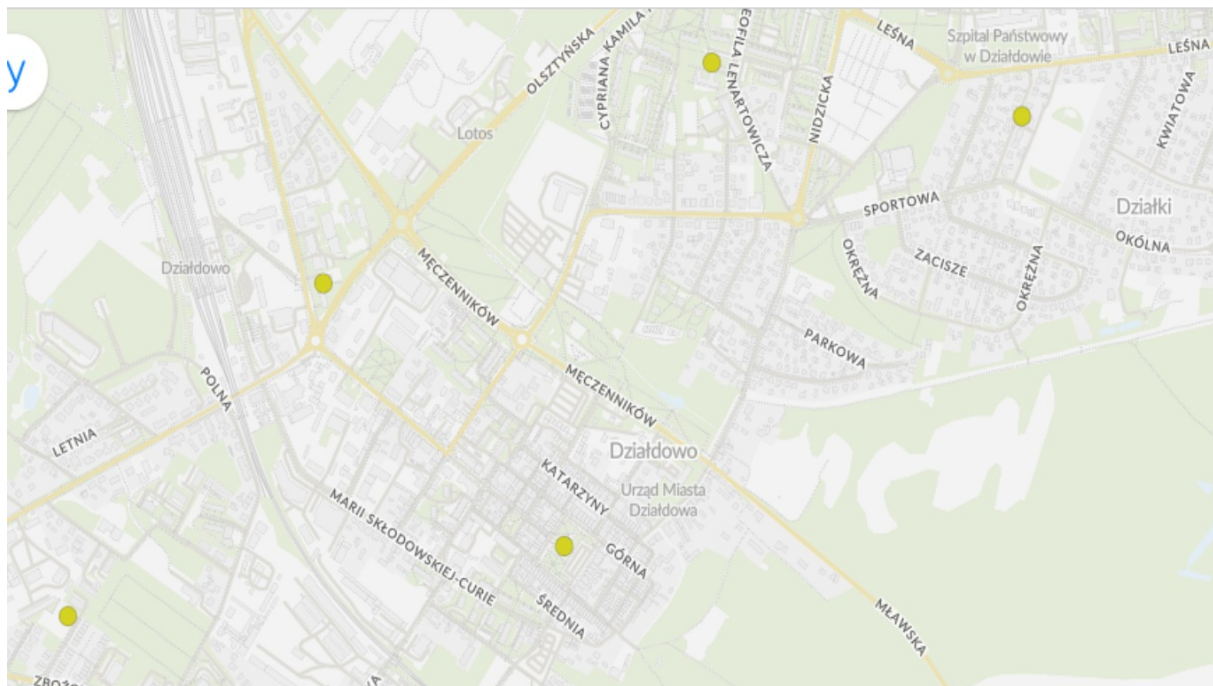 y
OLSZTYŃSKA
CYPRIANA KAMILA
TEOFILA LENARTOWICZA
NIDZICKA
LEŚNA
Szpital Państwowy
w Działdowie
LEŚNA
KWIATOWA
Lotos
SPORTOWA
Działki
OKÓLNA
Działdowo
MĘCZENNIKÓW
OKRĘŻNA
ZACISZE
OKRĘŻNA
PARKOWA
POLNA
MĘCZENNIKÓW
LETNIA
Działdowo
KATARZYNY
Urząd Miasta
Działdowa
MARII SKŁODOWSKIEJ-CURIE
GÓRNA
ŚREDNIA
MŁAWSKA